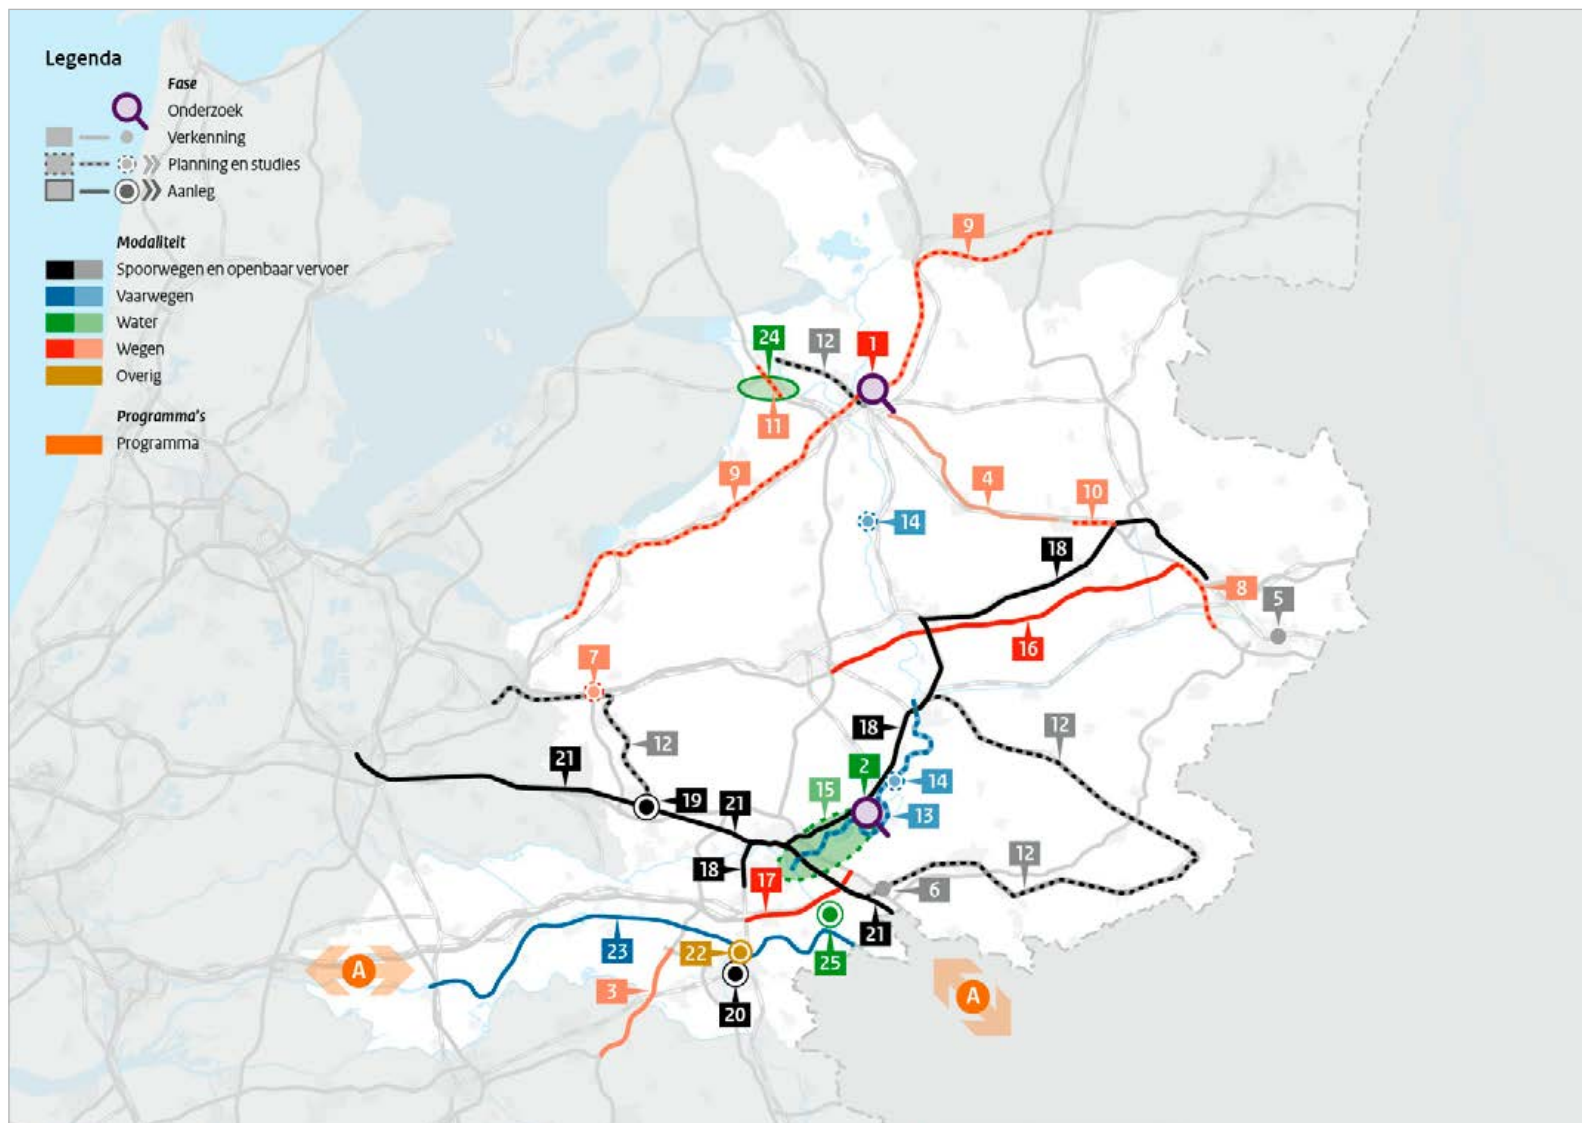 Legenda
Fase
Onderzoek
Verkenning
Planning en studies
Aanleg
Modaliteit
Spoorwegen en openbaar vervoer
Vaarwegen
Water
Wegen
Overig
Programma's
Programma
9
24
12
1
11
9
4
10
14
18
8
5
16
7
12
18
12
21
2
14
19
21
15
13
18
17
12
6
12
21
23
22
25
A
3
20
A